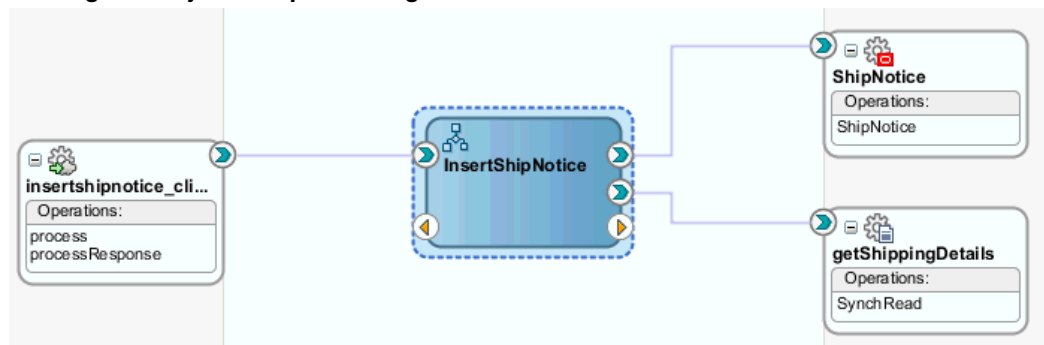 insertshipnotice_cli...
Operations:
process
processResponse
InsertShipNotice
ShipNotice
Operations:
ShipNotice
getShippingDetails
Operations:
SynchRead